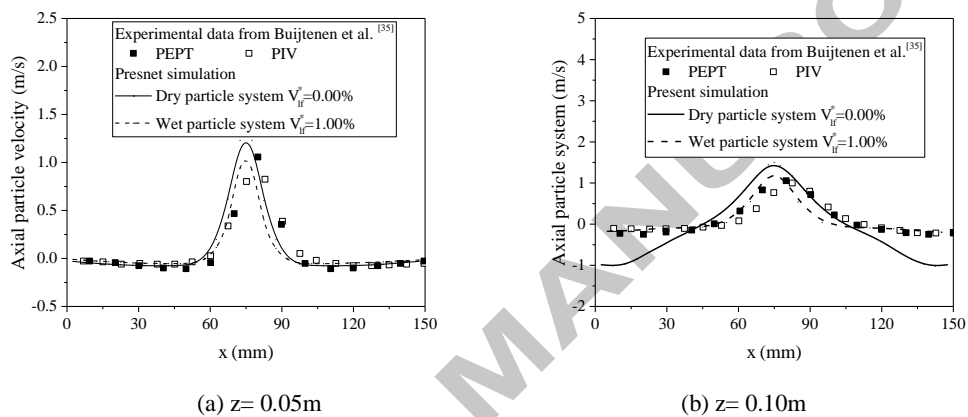 2.5
2.0
1.5
1.0
0.5
0.0
-0.5
Axial particle velocity (m/s)
Experimental data from Buijtenen et al. [35]
PEPT PIV
Presnet simulation
Dry particle system V*lf=0.00%
Wet particle system V*lf=1.00%
0 30 60 90 120 150
x (mm)
(a) z= 0.05m
5
4
3
2
1
0
-1
-2
Axial particle system (m/s)
Experimental data from Buijtenen et al. [35]
PEPT PIV
Present simulation
Dry particle system V*lf=0.00%
Wet particle system V*lf=1.00%
0 30 60 90 120 150
x (mm)
(b) z= 0.10m
MANUSC